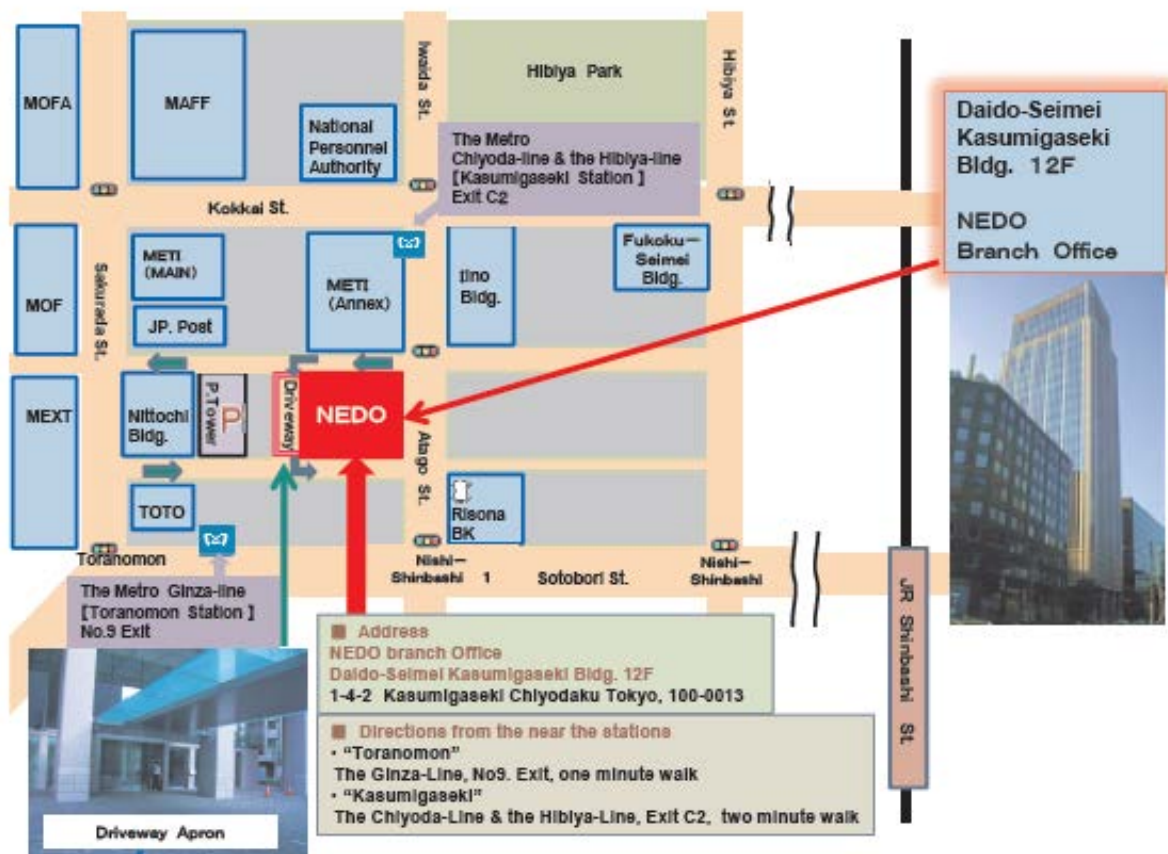 MOFA
MAFF
National
Personnel
Authority
Iwaida St.
Hibiya Park
Hibiya St.
The Metro
Chiyoda-line & the Hibiya-line
[Kasumigaseki Station ]
Exit C2
Kokkai St.
Daido-Seimei
Kasumigaseki
Bldg. 12F
NEDO
Branch Office
MOF
Sakurada St.
METI
(MAIN)
JP. Post
METI
(Annex)
Iino
Bldg.
Fukoku-
Seimei
Bldg.
MEXT
Nittochi
Bldg.
P.Tower
P
Driveway
NEDO
Atago St.
TOTO
Risona
BK
Toranomon
The Metro Ginza-line
[Toranomon Station ]
No.9 Exit
Nishi-
Shinbashi 1
Sotobori St.
Nishi-
Shinbashi
JR Shinbashi St.
■ Address
NEDO branch Office
Daido-Seimei Kasumigaseki Bldg. 12F
1-4-2 Kasumigaseki Chiyodaku Tokyo, 100-0013
■ Directions from the near the stations
・"Toranomon"
The Ginza-Line, No9. Exit, one minute walk
・"Kasumigaseki"
The Chiyoda-Line & the Hibiya-Line, Exit C2, two minute walk
Driveway Apron